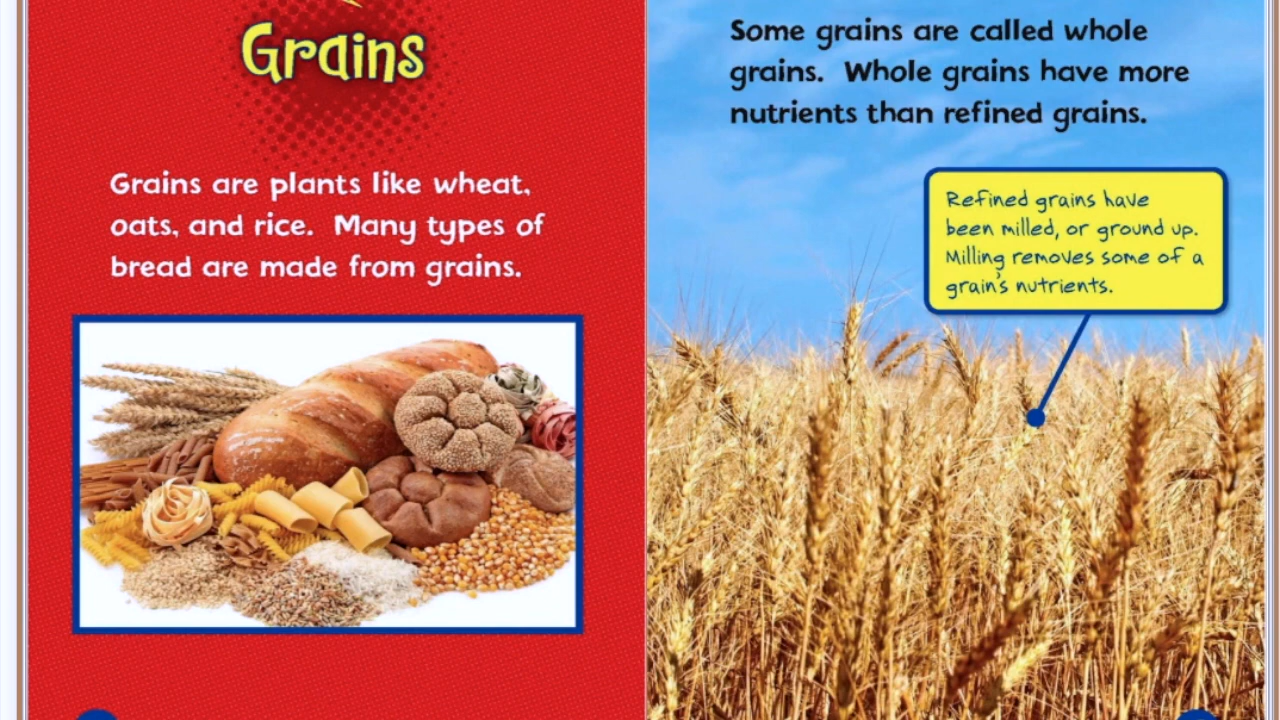 Grains
Grains are plants like wheat,
oats, and rice.  Many types of
bread are made from grains.
Some grains are called whole
grains.  Whole grains have more
nutrients than refined grains.
Refined grains have
been milled, or ground up.
Milling removes some of a
grain's nutrients.